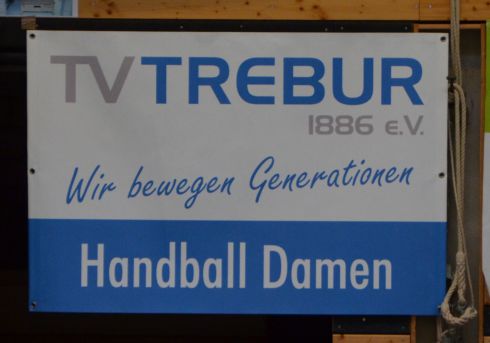 TV TREBUR
1886 e.V.
Wir bewegen Generationen
Handball Damen